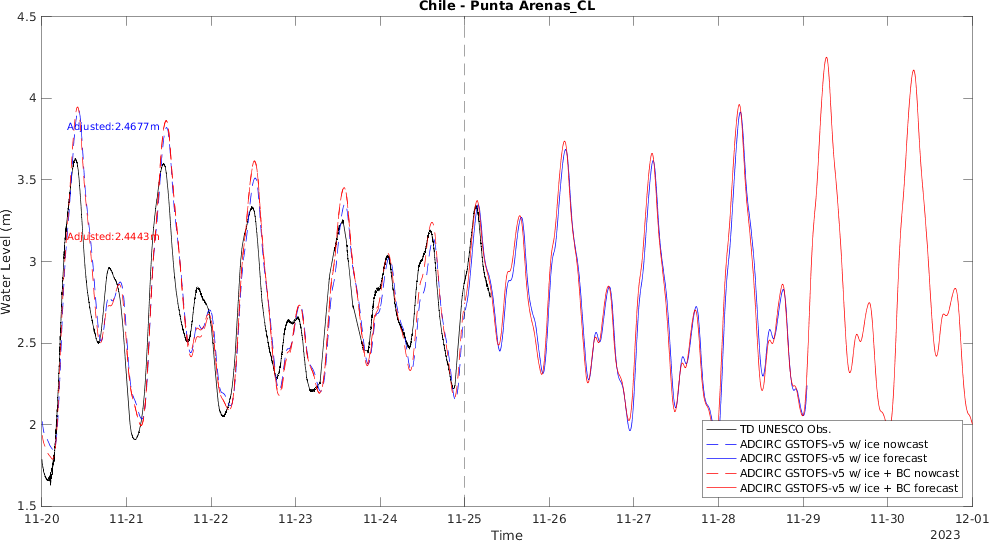 Chile - Punta Arenas_CL
Water Level (m)
4.5
4
3.5
3
2.5
2
1.5
Adjusted:2.4677m
Adjusted:2.4443m
TD UNESCO Obs.
ADCIRC GSTOFS-v5 w/ ice nowcast
ADCIRC GSTOFS-v5 w/ ice forecast
ADCIRC GSTOFS-v5 w/ ice + BC nowcast
ADCIRC GSTOFS-v5 w/ ice + BC forecast
11-20 11-21 11-22 11-23 11-24 11-25 11-26 11-27 11-28 11-29 11-30 12-01
Time
2023